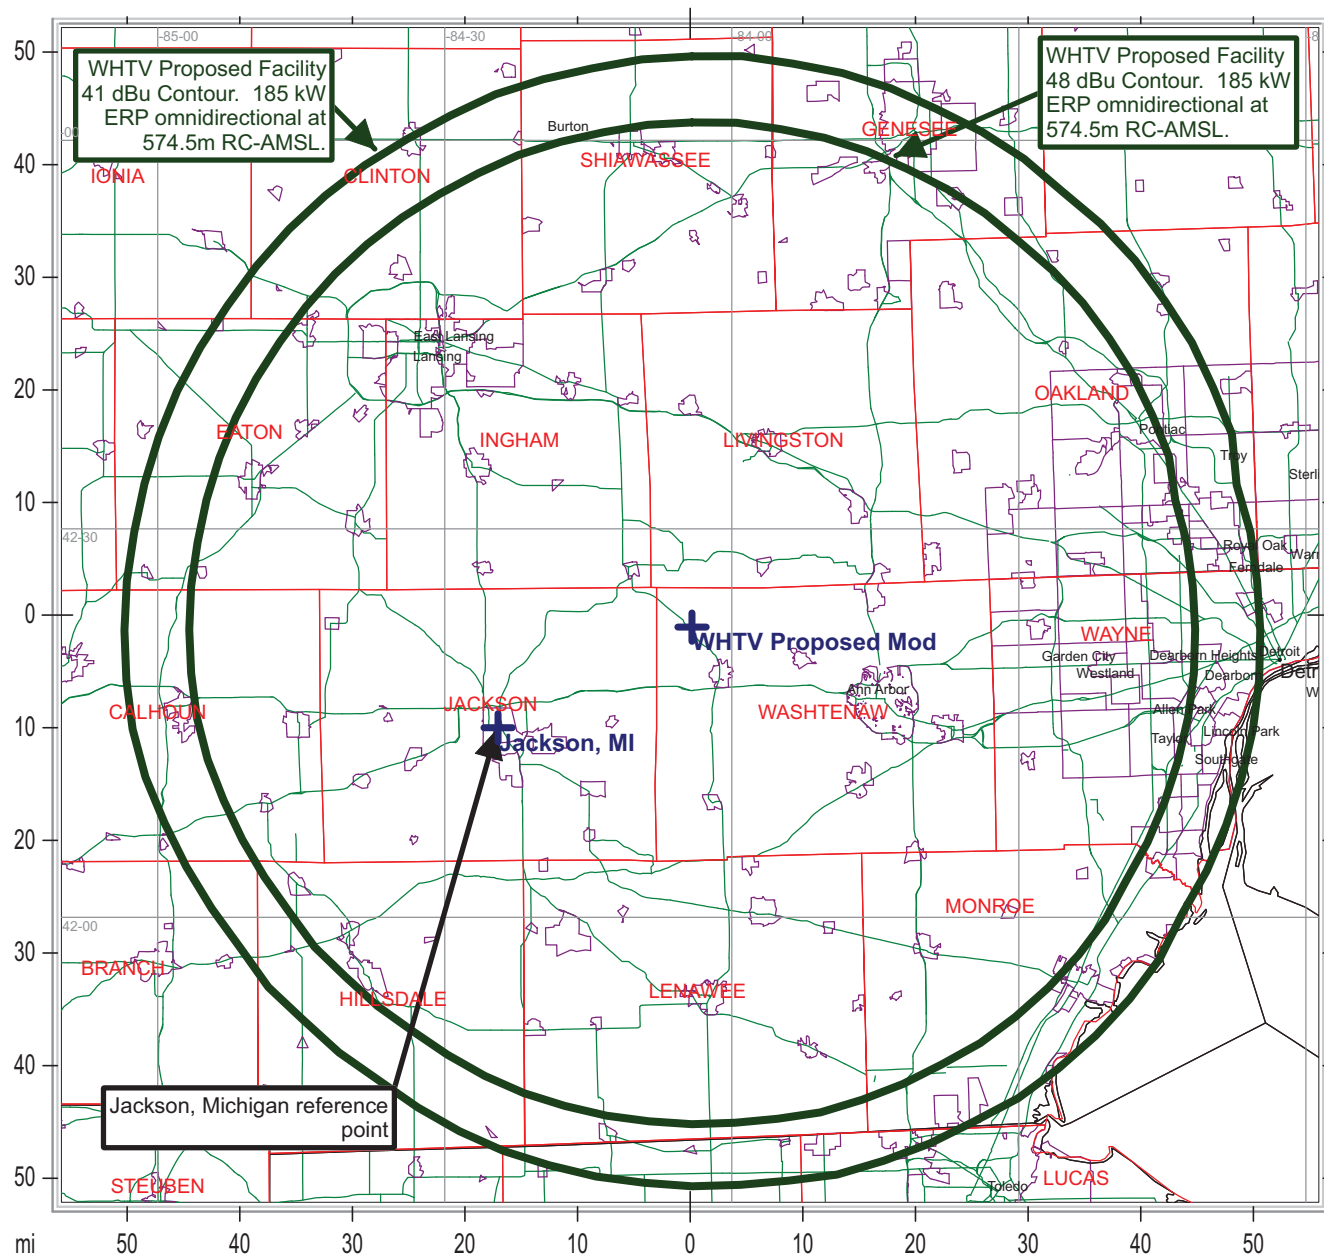 -85-00
-84-30
-84-00
-8
50
WHTV Proposed Facility
41 dBu Contour.  185 kW
ERP omnidirectional at
574.5m RC-AMSL.
WHTV Proposed Facility
48 dBu Contour.  185 kW
ERP omnidirectional at
574.5m RC-AMSL.
Burton
GENESEE
SHIAWASSEE
40
IONIA
CLINTON
30
East Lansing
Lansing
20
OAKLAND
EATON
INGHAM
LIVINGSTON
Pontiac
Troy
Sterli
10
42-30
Royal Oak
Warr
Ferndale
0
WHTV Proposed Mod
WAYNE
Garden City
Dearborn Heights
Detroit
Westland
Dearborn
Detr
W
Ann Arbor
JACKSON
CALHOUN
WASHTENAW
Allen Park
10
Jackson, MI
Taylor
Lincoln Park
Southgate
20
MONROE
42-00
30
BRANCH
HILLSDALE
LENAWEE
40
Jackson, Michigan reference
point
50
STEUBEN
LUCAS
Toledo
mi
50
40
30
20
10
0
10
20
30
40
50